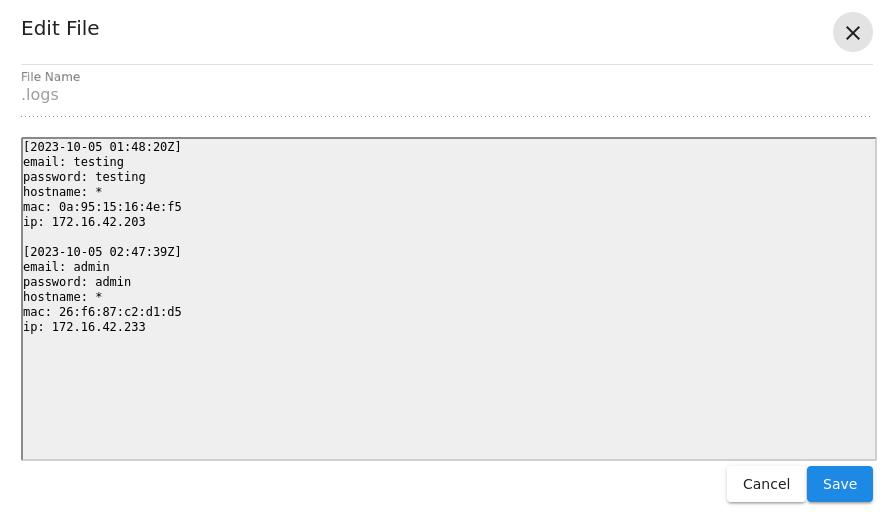 Edit File
File Name
.logs
[2023-10-05 01:48:20Z]
email: testing
password: testing
hostname: *
mac: 0a:95:15:16:4e:f5
ip: 172.16.42.203

[2023-10-05 02:47:39Z]
email: admin
password: admin
hostname: *
mac: 26:f6:87:c2:d1:d5
ip: 172.16.42.233
Cancel
Save